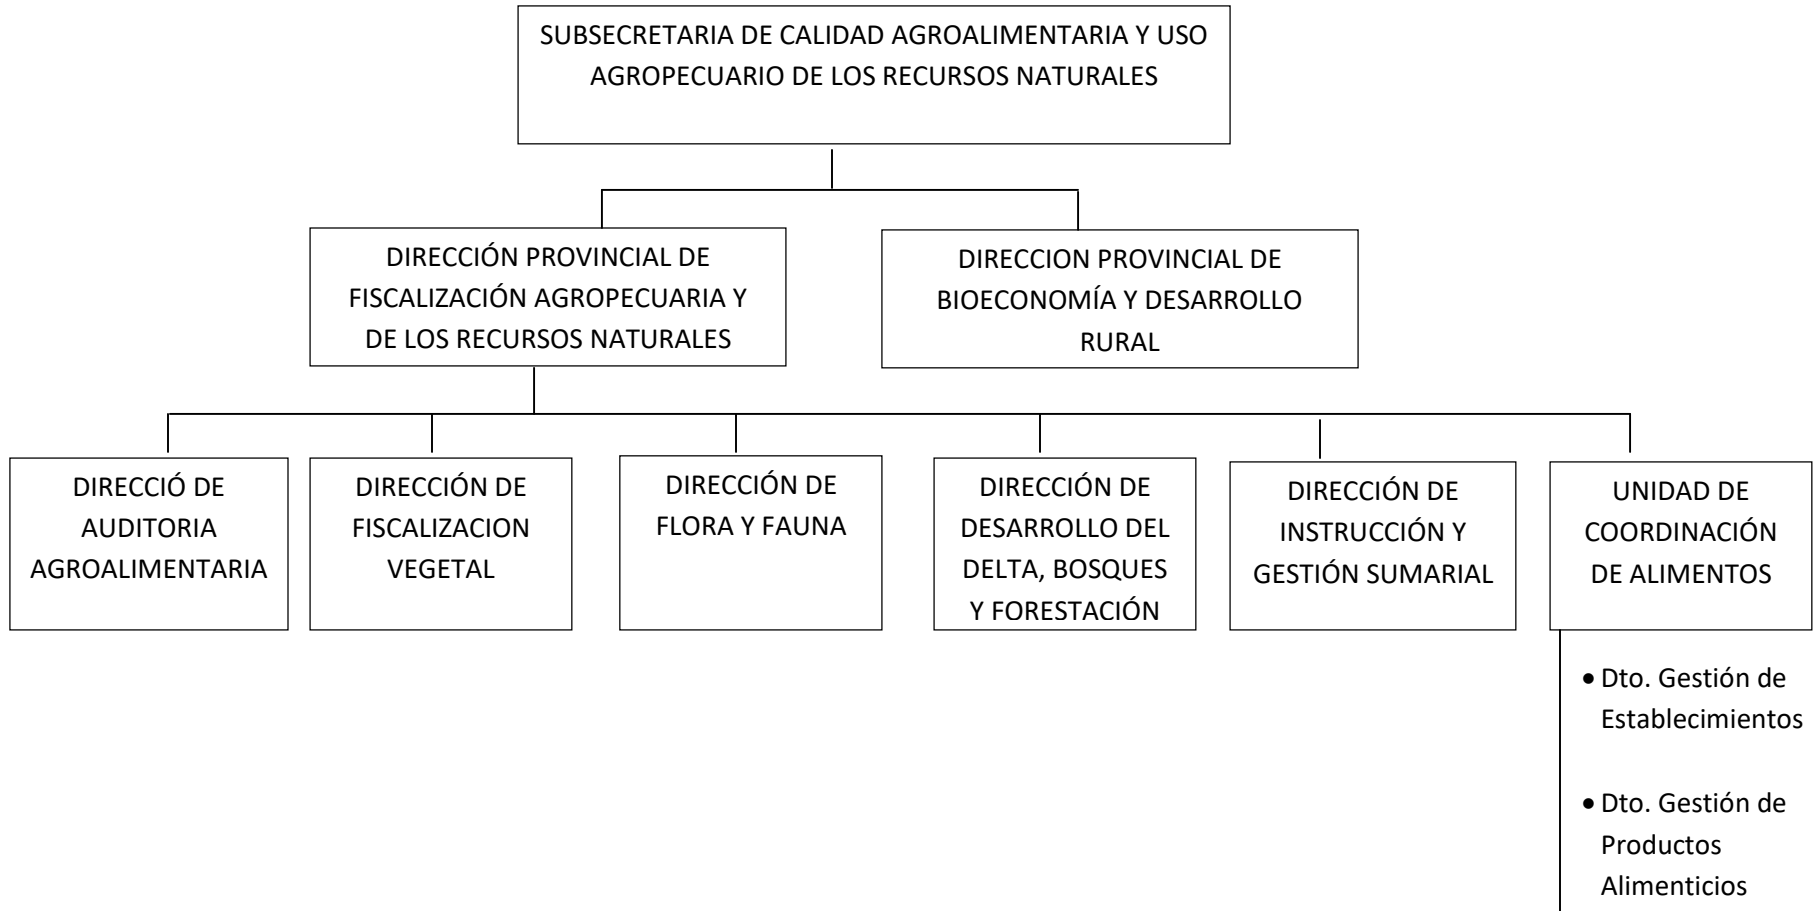 SUBSECRETARIA DE CALIDAD AGROALIMENTARIA Y USO
AGROPECUARIO DE LOS RECURSOS NATURALES
DIRECCIÓN PROVINCIAL DE
FISCALIZACIÓN AGROPECUARIA Y
DE LOS RECURSOS NATURALES
DIRECCION PROVINCIAL DE
BIOECONOMÍA Y DESARROLLO
RURAL
DIRECCIÓ DE
AUDITORIA
AGROALIMENTARIA
DIRECCIÓN DE
FISCALIZACION
VEGETAL
DIRECCIÓN DE
FLORA Y FAUNA
DIRECCIÓN DE
DESARROLLO DEL
DELTA, BOSQUES
Y FORESTACIÓN
DIRECCIÓN DE
INSTRUCCIÓN Y
GESTIÓN SUMARIAL
UNIDAD DE
COORDINACIÓN
DE ALIMENTOS
• Dto. Gestión de
Establecimientos
• Dto. Gestión de
Productos
Alimenticios